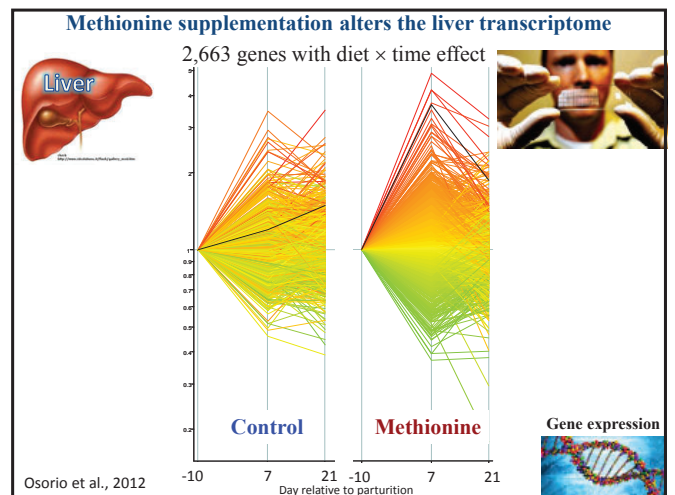 Methionine supplementation alters the liver transcriptome
2,663 genes with diet × time effect
Liver
5
3
2
1
0.9
0.8
0.7
0.6
0.5
0.4
0.3
0.2
Control
Methionine
-10 7 21 -10 7 21
Day relative to parturition
Gene expression
Osorio et al., 2012